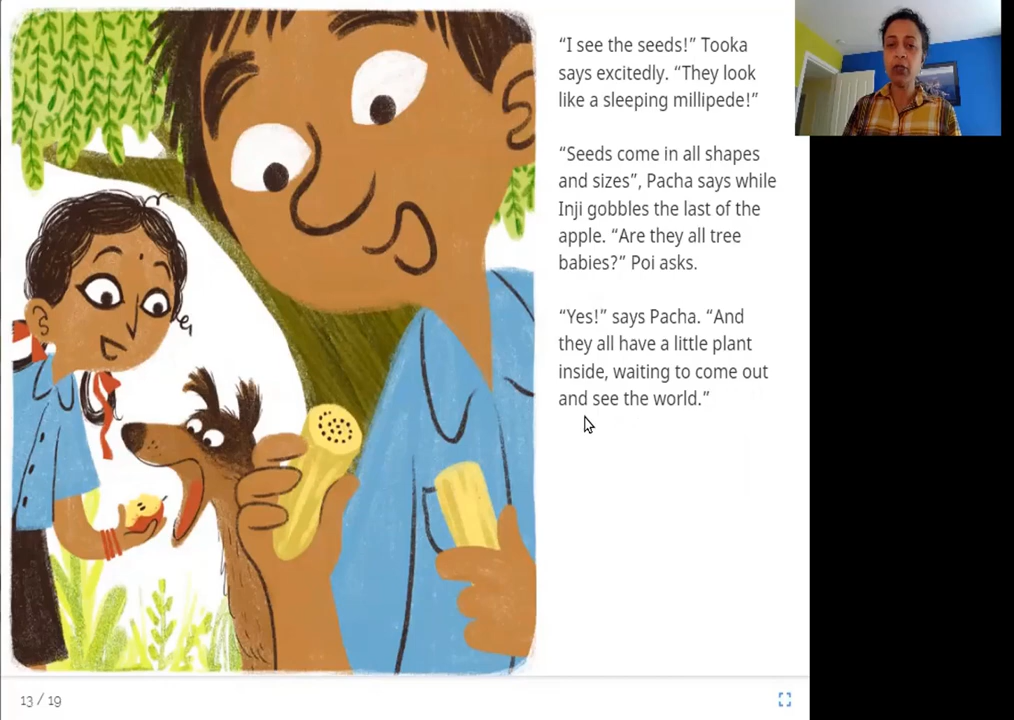 “I see the seeds!” Tooka
says excitedly. “They look
like a sleeping millipede!”
“Seeds come in all shapes
and sizes”, Pacha says while
Inji gobbles the last of the
apple. “Are they all tree
babies?” Poi asks.
“Yes!” says Pacha. “And
they all have a little plant
inside, waiting to come out
and see the world.”
13 / 19